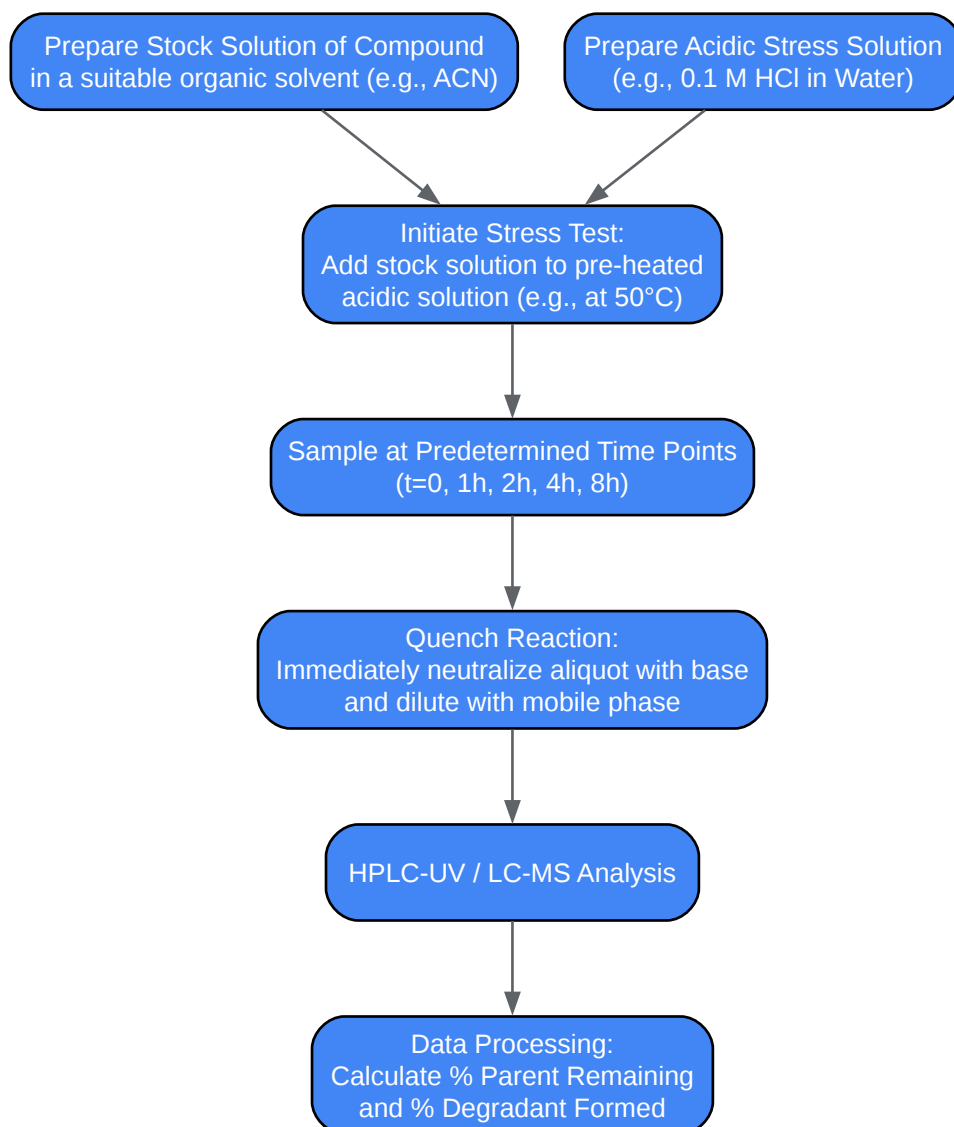 Prepare Stock Solution of Compound
in a suitable organic solvent (e.g., ACN)
Prepare Acidic Stress Solution
(e.g., 0.1 M HCl in Water)
Initiate Stress Test:
Add stock solution to pre-heated
acidic solution (e.g., at 50°C)
Sample at Predetermined Time Points
(t=0, 1h, 2h, 4h, 8h)
Quench Reaction:
Immediately neutralize aliquot with base
and dilute with mobile phase
HPLC-UV / LC-MS Analysis
Data Processing:
Calculate % Parent Remaining
and % Degradant Formed